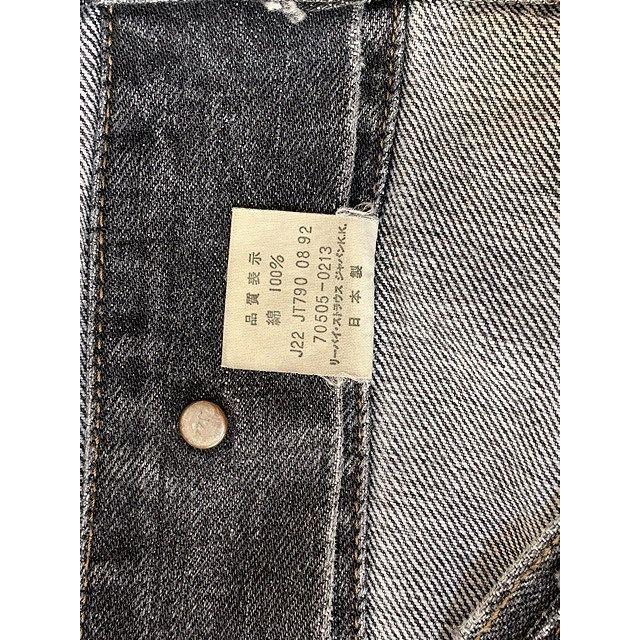 品質表示
綿 100%
J22 JT790 08 92
70505-0213
リーバイ・ストラウス ジャパンK.K.
日本製